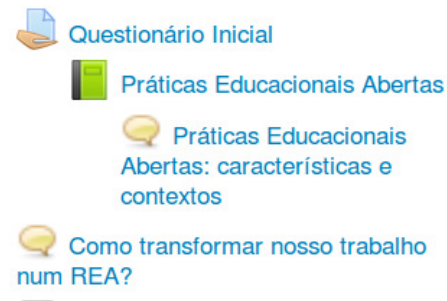 Questionário Inicial
Práticas Educacionais Abertas
Práticas Educacionais
Abertas: características e
contextos
Como transformar nosso trabalho
num REA?